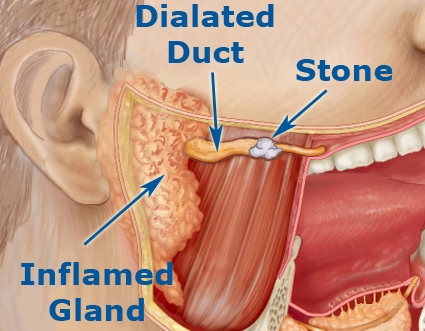 Dialated
Duct
Stone
Inflamed
Gland